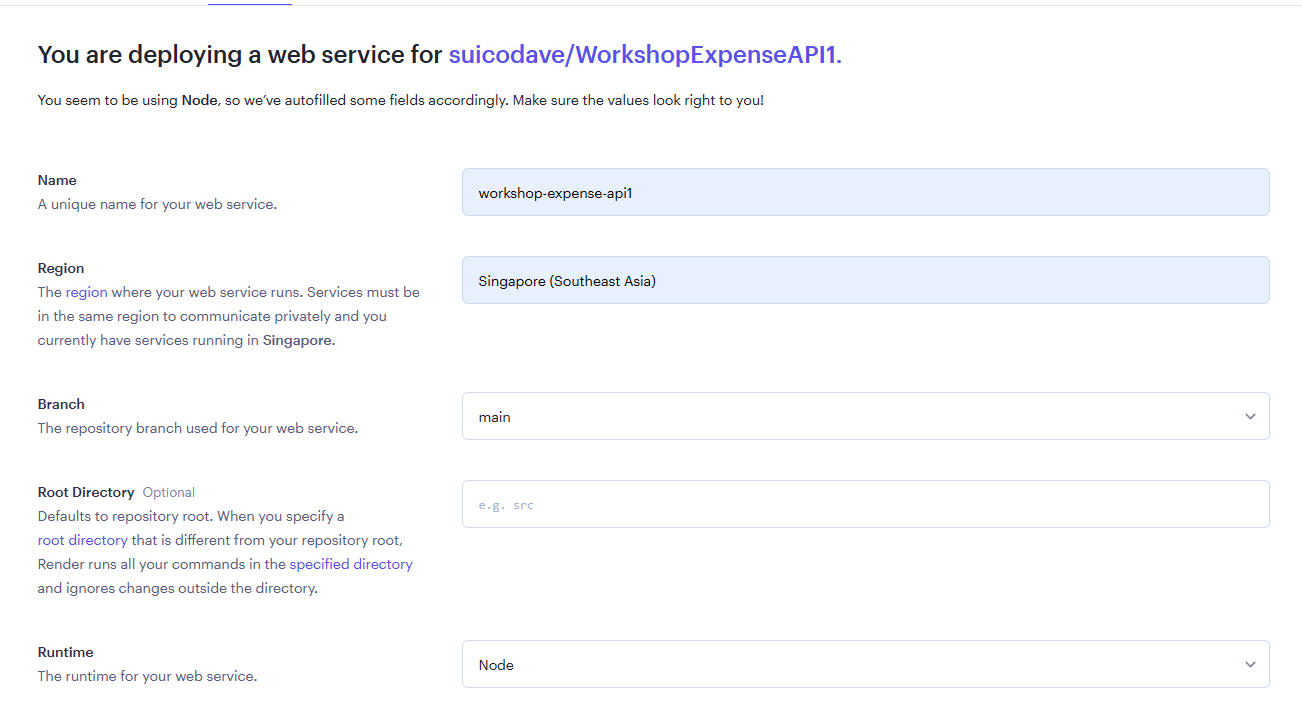 You are deploying a web service for suicodave/WorkshopExpenseAPI1.
You seem to be using Node, so we’ve autofilled some fields accordingly. Make sure the values look right to you!
Name
A unique name for your web service.
workshop-expense-api1
Region
The region where your web service runs. Services must be
in the same region to communicate privately and you
currently have services running in Singapore.
Singapore (Southeast Asia)
Branch
The repository branch used for your web service.
main
Root Directory Optional
Defaults to repository root. When you specify a
root directory that is different from your repository root,
Render runs all your commands in the specified directory
and ignores changes outside the directory.
e.g. src
Runtime
The runtime for your web service.
Node